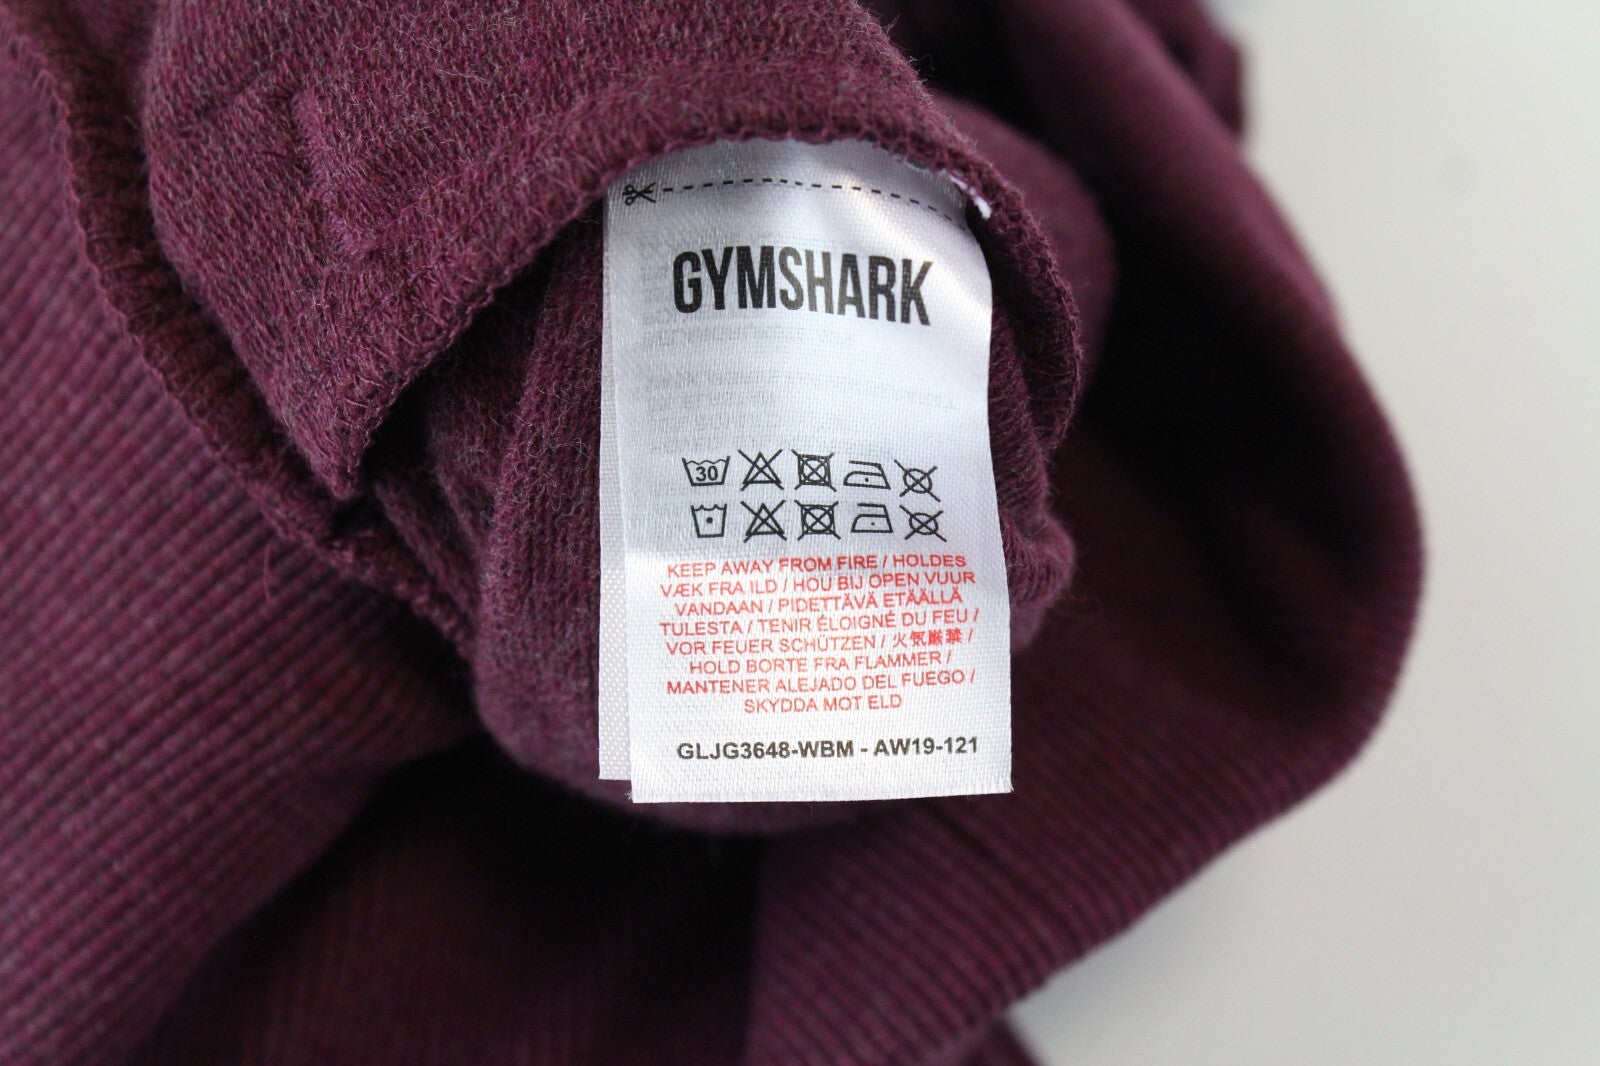 GYMSHARK
30
KEEP AWAY FROM FIRE / HOLDES
VÆK FRA ILD / HOU BIJ OPEN VUUR
VANDAAN / PIDETTÄVÄ ETÄÄLLÄ
TULESTA / TENIR ÉLOIGNÉ DU FEU /
VOR FEUER SCHÜTZEN / 火気厳禁 /
HOLD BORTE FRA FLAMMER /
MANTENER ALEJADO DEL FUEGO /
SKYDDA MOT ELD
GLJG3648-WBM - AW19-121